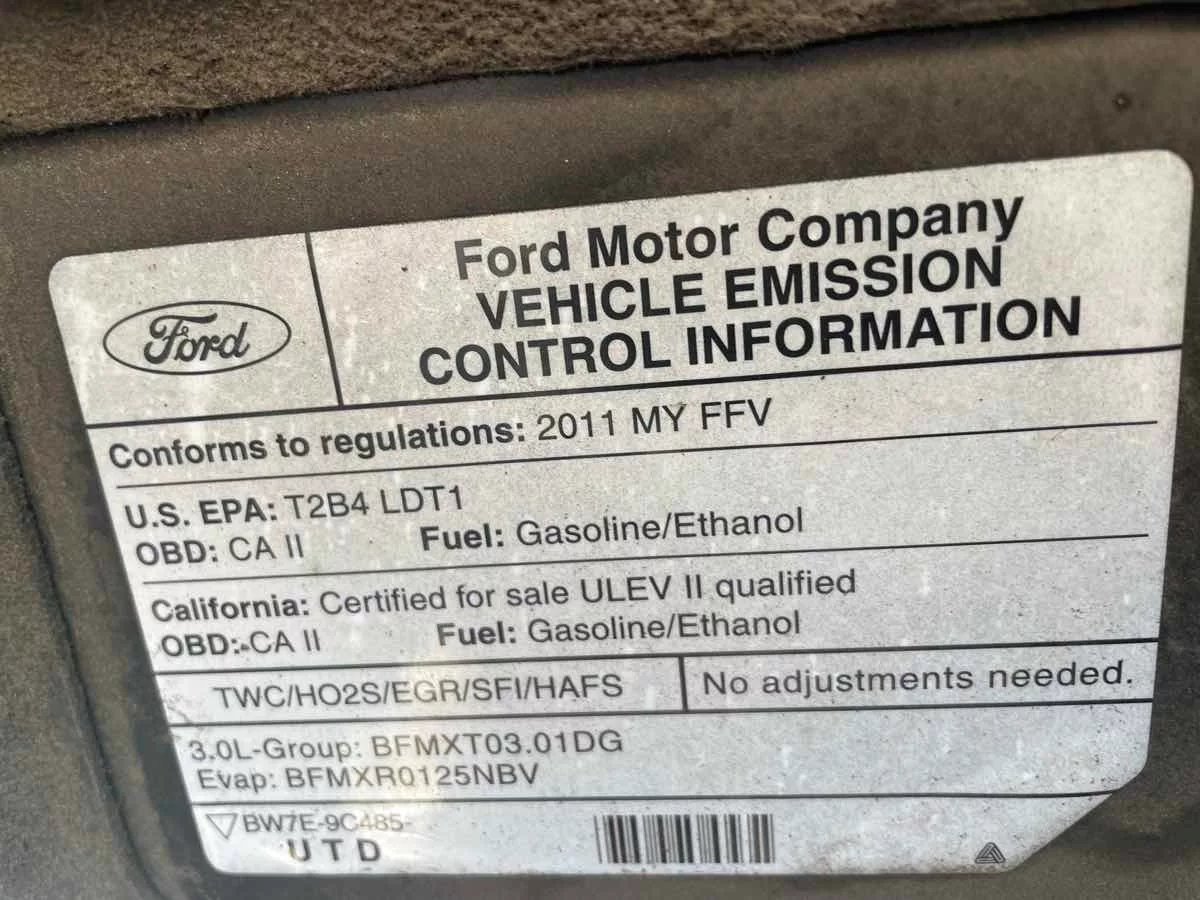 Ford
Ford Motor Company
VEHICLE EMISSION
CONTROL INFORMATION
Conforms to regulations: 2011 MY FFV
U.S. EPA: T2B4 LDT1
OBD: CA II Fuel: Gasoline/Ethanol
California: Certified for sale ULEV II qualified
OBD: CA II Fuel: Gasoline/Ethanol
TWC/HO2S/EGR/SFI/HAFS
No adjustments needed.
3.0L-Group: BFMXT03.01DG
Evap: BFMXR0125NBV
BW7E-9C485-
U T D